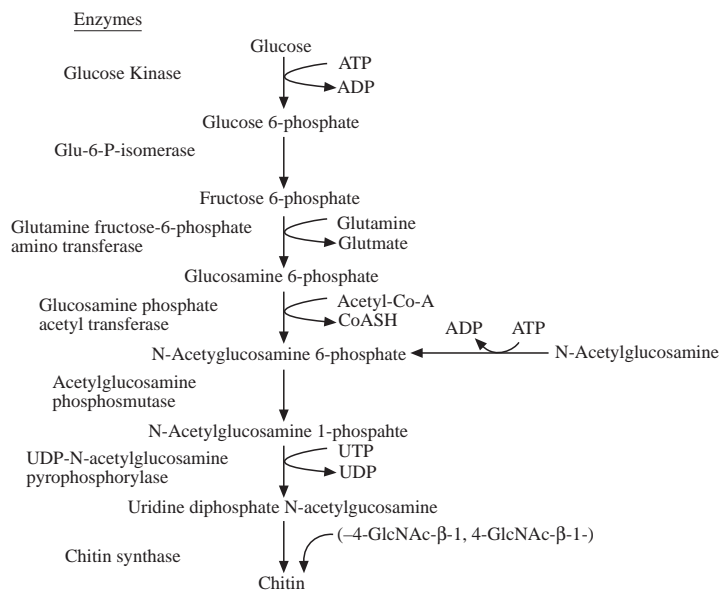 Enzymes
Glucose
Glucose Kinase
ATP
ADP
Glucose 6-phosphate
Glu-6-P-isomerase
Fructose 6-phosphate
Glutamine fructose-6-phosphate
amino transferase
Glutamine
Glutmate
Glucosamine 6-phosphate
Glucosamine phosphate
acetyl transferase
Acetyl-Co-A
CoASH
ADP ATP
N-Acetyglucosamine 6-phosphate
N-Acetylglucosamine
Acetylglucosamine
phosphosmutase
N-Acetylglucosamine 1-phospahte
UDP-N-acetylglucosamine
pyrophosphorylase
UTP
UDP
Uridine diphosphate N-acetygucosamine
(–4-GlcNAc-β-1, 4-GlcNAc-β-1-)
Chitin synthase
Chitin